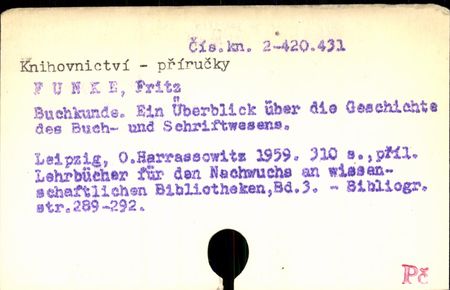 Čís.kn. 2-420.431
Knihovnictví - příručky
F U N K E, Fritz
Buchkunde. Ein Überblick über die Geschichte
des Buch- und Schriftwesens.
Leipzig, O.Harrassowitz 1959. 310 s.,příl.
Lehrbücher für den Nachwuchs an wissen-
schaftlichen Bibliotheken,Bd.3. - Bibliogr.
str.289-292.
Pč